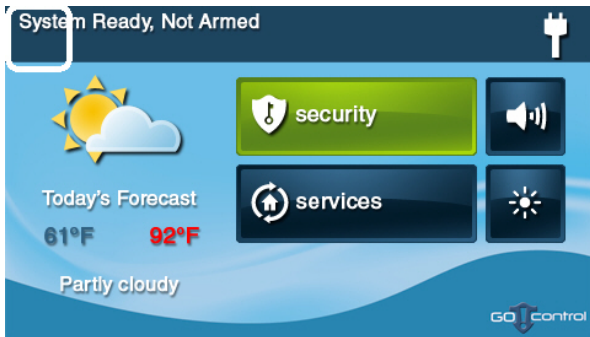 System Ready, Not Armed
security
services
Today's Forecast
61°F 92°F
Partly cloudy
GO!control